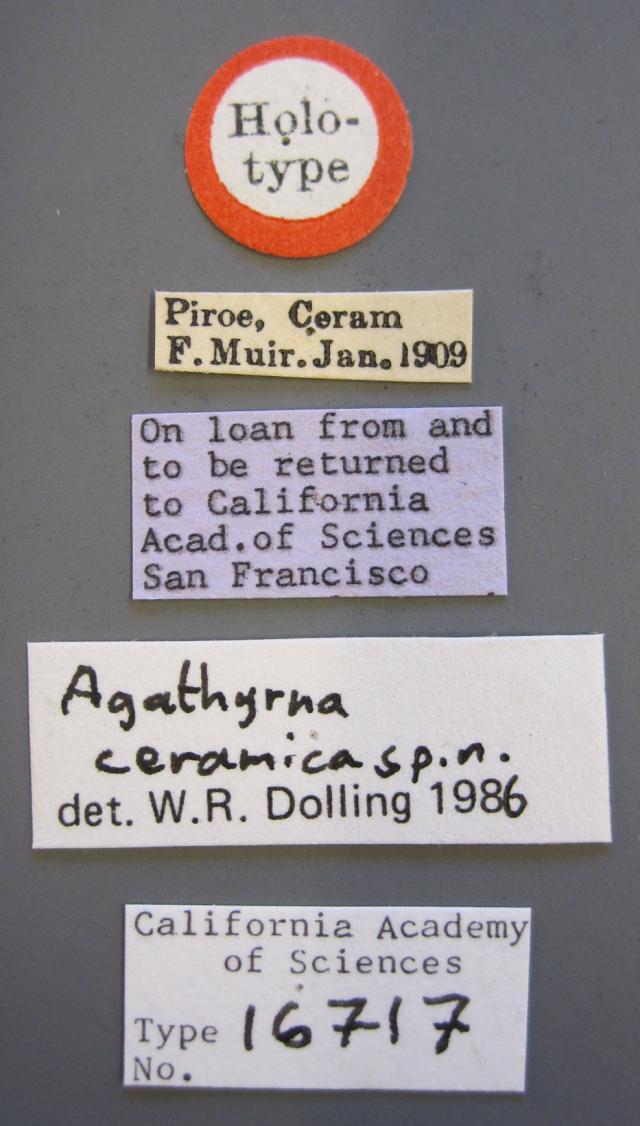 Holo-
type
Piroe, Ceram
F. Muir. Jan. 1909
On loan from and
to be returned
to California
Acad.of Sciences
San Francisco
Agathyrna
ceramica sp.n.
det. W.R. Dolling 1986
California Academy
of Sciences
Type 16717
No.